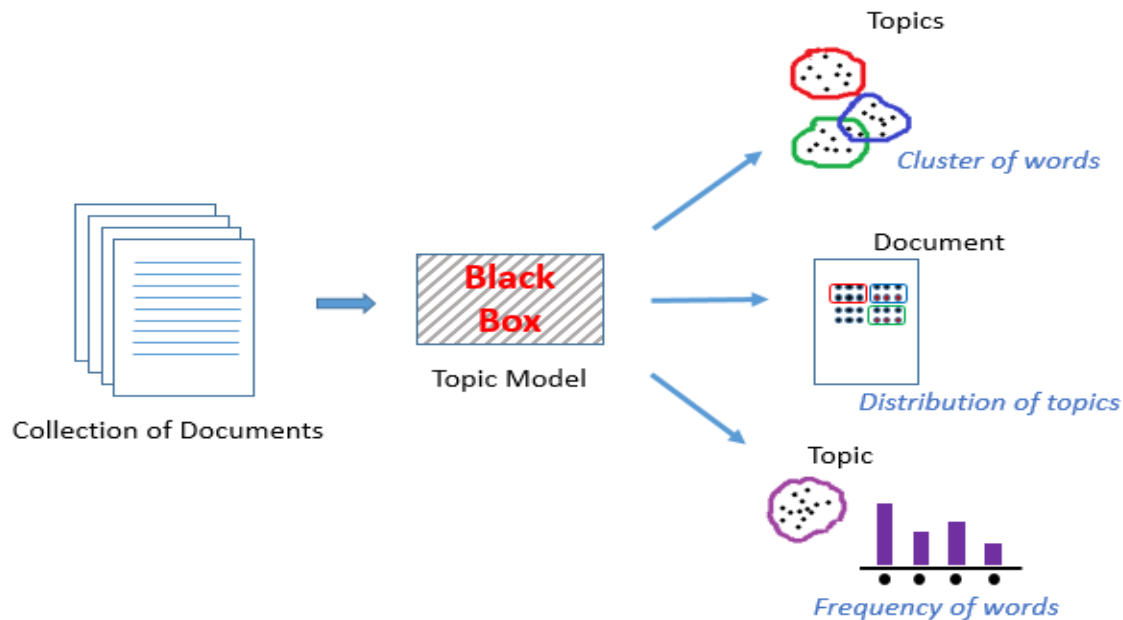 Topics
Cluster of words
Black
Box
Topic Model
Collection of Documents
Document
Distribution of topics
Topic
Frequency of words